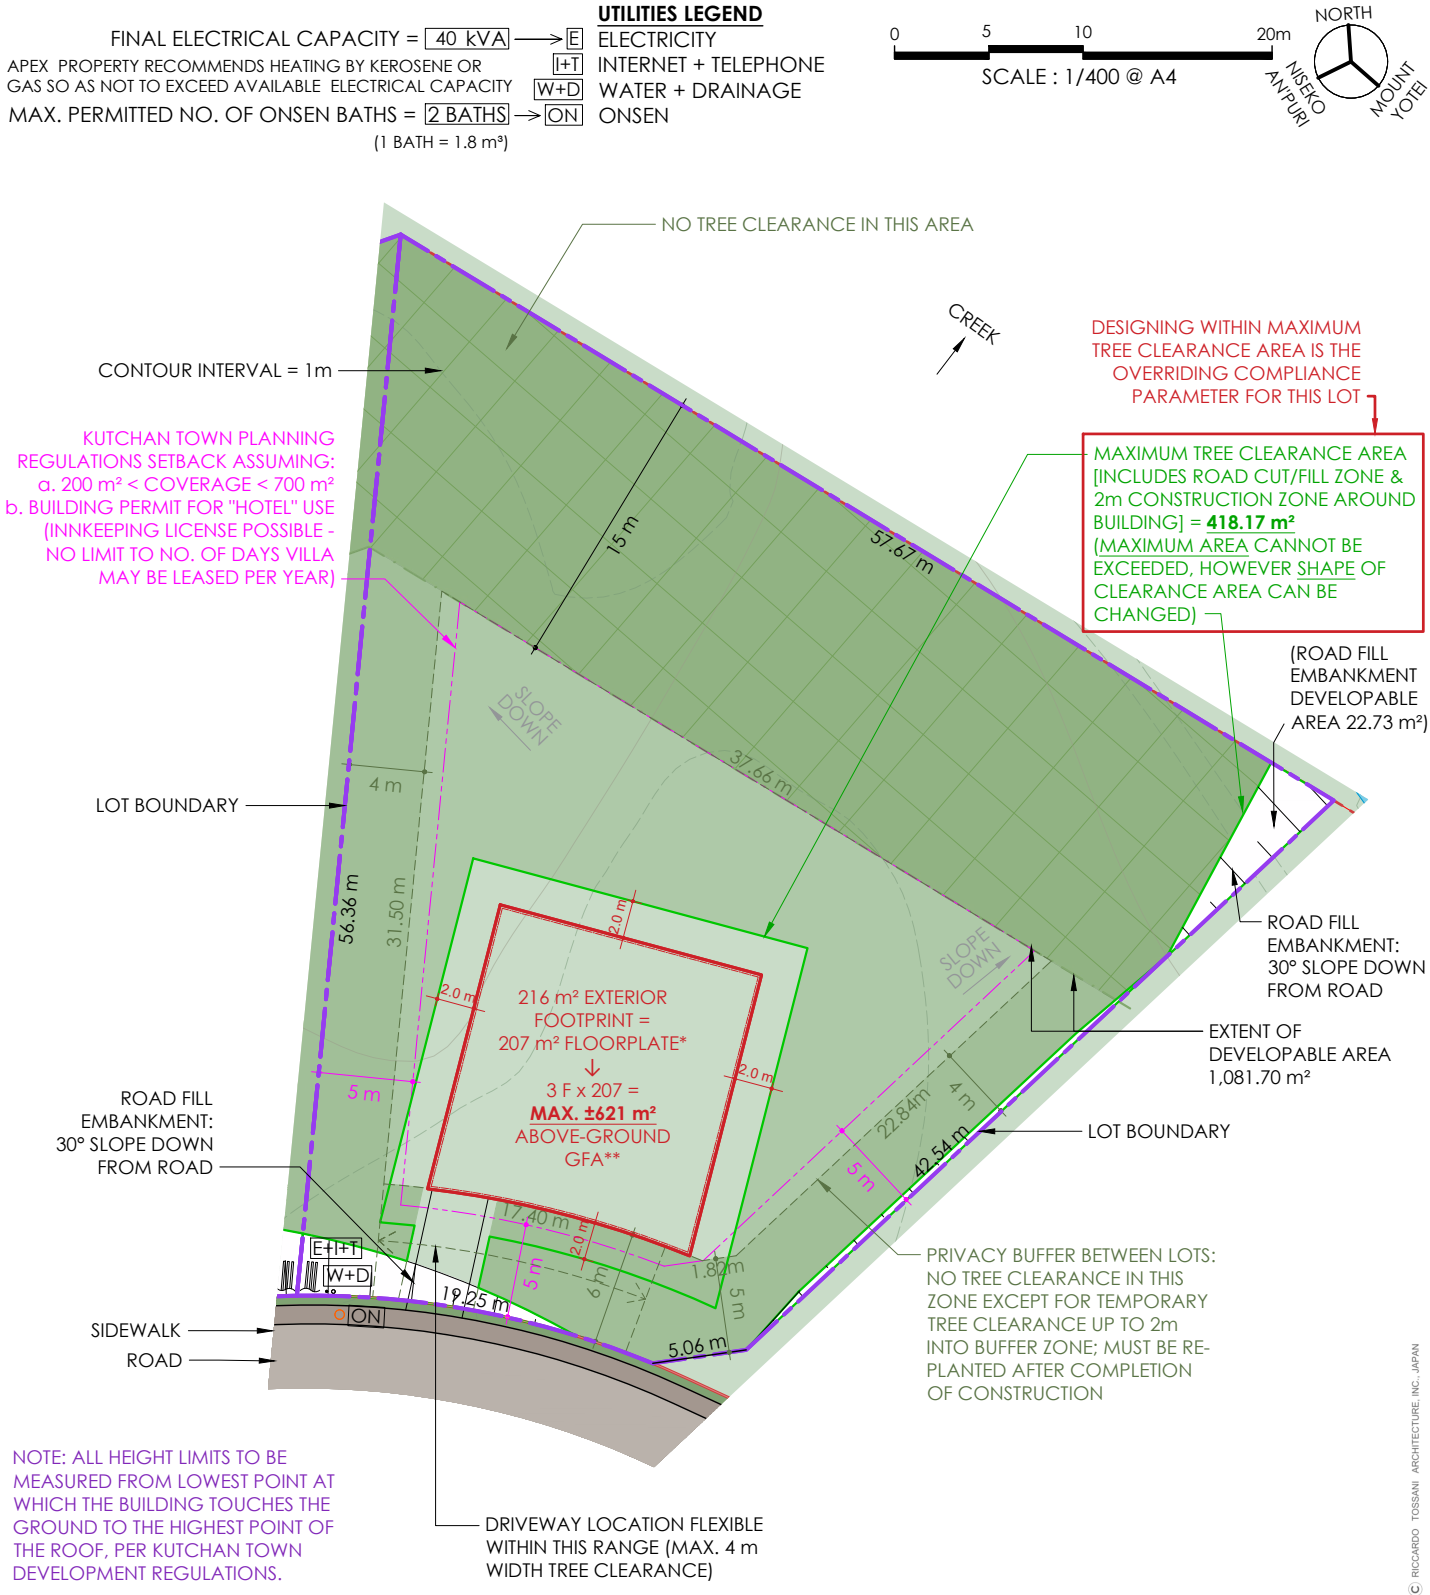 UTILITIES LEGEND
FINAL ELECTRICAL CAPACITY = 40 kVA E ELECTRICITY
APEX PROPERTY RECOMMENDS HEATING BY KEROSENE OR
GAS SO AS NOT TO EXCEED AVAILABLE ELECTRICAL CAPACITY
I+T INTERNET + TELEPHONE
W+D WATER + DRAINAGE
MAX. PERMITTED NO. OF ONSEN BATHS = 2 BATHS ON ONSEN
(1 BATH = 1.8 m³)
0 5 10 20m
SCALE : 1/400 @ A4
NORTH
NISEKO
ANNPURI
MOUNT
YOTEI
NO TREE CLEARANCE IN THIS AREA
CREEK
CONTOUR INTERVAL = 1m
DESIGNING WITHIN MAXIMUM
TREE CLEARANCE AREA IS THE
OVERRIDING COMPLIANCE
PARAMETER FOR THIS LOT
KUTCHAN TOWN PLANNING
REGULATIONS SETBACK ASSUMING:
a. 200 m² < COVERAGE < 700 m²
b. BUILDING PERMIT FOR "HOTEL" USE
(INNKEEPING LICENSE POSSIBLE -
NO LIMIT TO NO. OF DAYS VILLA
MAY BE LEASED PER YEAR)
MAXIMUM TREE CLEARANCE AREA
[INCLUDES ROAD CUT/FILL ZONE &
2m CONSTRUCTION ZONE AROUND
BUILDING] = 418.17 m²
(MAXIMUM AREA CANNOT BE
EXCEEDED, HOWEVER SHAPE OF
CLEARANCE AREA CAN BE
CHANGED)
15 m
57.67 m
(ROAD FILL
EMBANKMENT
DEVELOPABLE
AREA 22.73 m²)
SLOPE
DOWN
37.66 m
4 m
LOT BOUNDARY
56.36 m
31.50 m
2.0 m
SLOPE
DOWN
ROAD FILL
EMBANKMENT:
30° SLOPE DOWN
FROM ROAD
2.0 m
216 m² EXTERIOR
FOOTPRINT =
207 m² FLOORPLATE*
↓
3 F x 207 =
MAX. ±621 m²
ABOVE-GROUND
GFA**
2.0 m
EXTENT OF
DEVELOPABLE AREA
1,081.70 m²
5 m
ROAD FILL
EMBANKMENT:
30° SLOPE DOWN
FROM ROAD
22.84m
4 m
42.54 m
5 m
LOT BOUNDARY
17.40 m
2.0 m
E+I+T
W+D
ON
19.25 m
5 m
6 m
1.82m
5 m
5.06 m
SIDEWALK
ROAD
PRIVACY BUFFER BETWEEN LOTS:
NO TREE CLEARANCE IN THIS
ZONE EXCEPT FOR TEMPORARY
TREE CLEARANCE UP TO 2m
INTO BUFFER ZONE; MUST BE RE-
PLANTED AFTER COMPLETION
OF CONSTRUCTION
NOTE: ALL HEIGHT LIMITS TO BE
MEASURED FROM LOWEST POINT AT
WHICH THE BUILDING TOUCHES THE
GROUND TO THE HIGHEST POINT OF
THE ROOF, PER KUTCHAN TOWN
DEVELOPMENT REGULATIONS.
DRIVEWAY LOCATION FLEXIBLE
WITHIN THIS RANGE (MAX. 4 m
WIDTH TREE CLEARANCE)
© RICCARDO TOSSANI ARCHITECTURE, INC., JAPAN